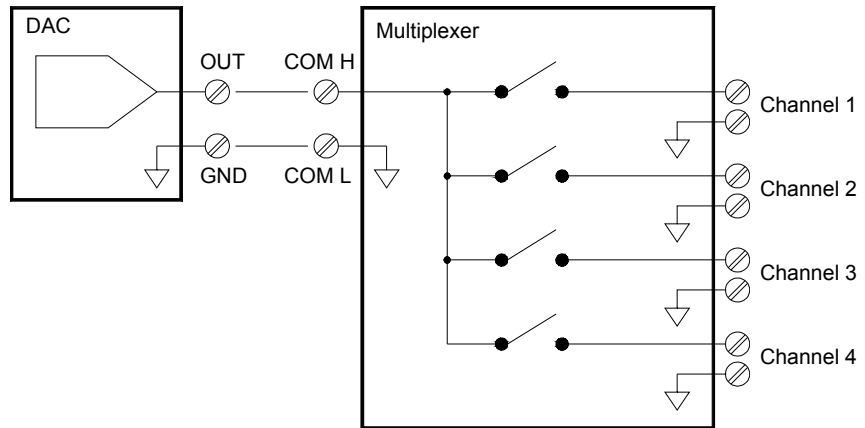 DAC
Multiplexer
OUT
COM H
Channel 1
GND
COM L
Channel 2
Channel 3
Channel 4